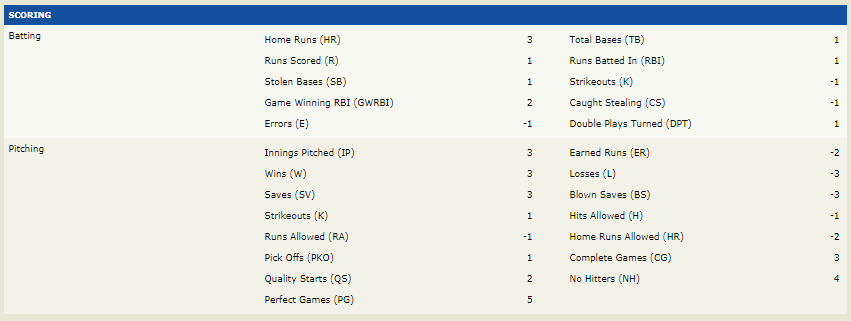 SCORING
Batting
Home Runs (HR) 3 Total Bases (TB) 1
Runs Scored (R) 1 Runs Batted In (RBI) 1
Stolen Bases (SB) 1 Strikeouts (K) -1
Game Winning RBI (GWRBI) 2 Caught Stealing (CS) -1
Errors (E) -1 Double Plays Turned (DPT) 1
Pitching
Innings Pitched (IP) 3 Earned Runs (ER) -2
Wins (W) 3 Losses (L) -3
Saves (SV) 3 Blown Saves (BS) -3
Strikeouts (K) 1 Hits Allowed (H) -1
Runs Allowed (RA) -1 Home Runs Allowed (HR) -2
Pick Offs (PKO) 1 Complete Games (CG) 3
Quality Starts (QS) 2 No Hitters (NH) 4
Perfect Games (PG) 5